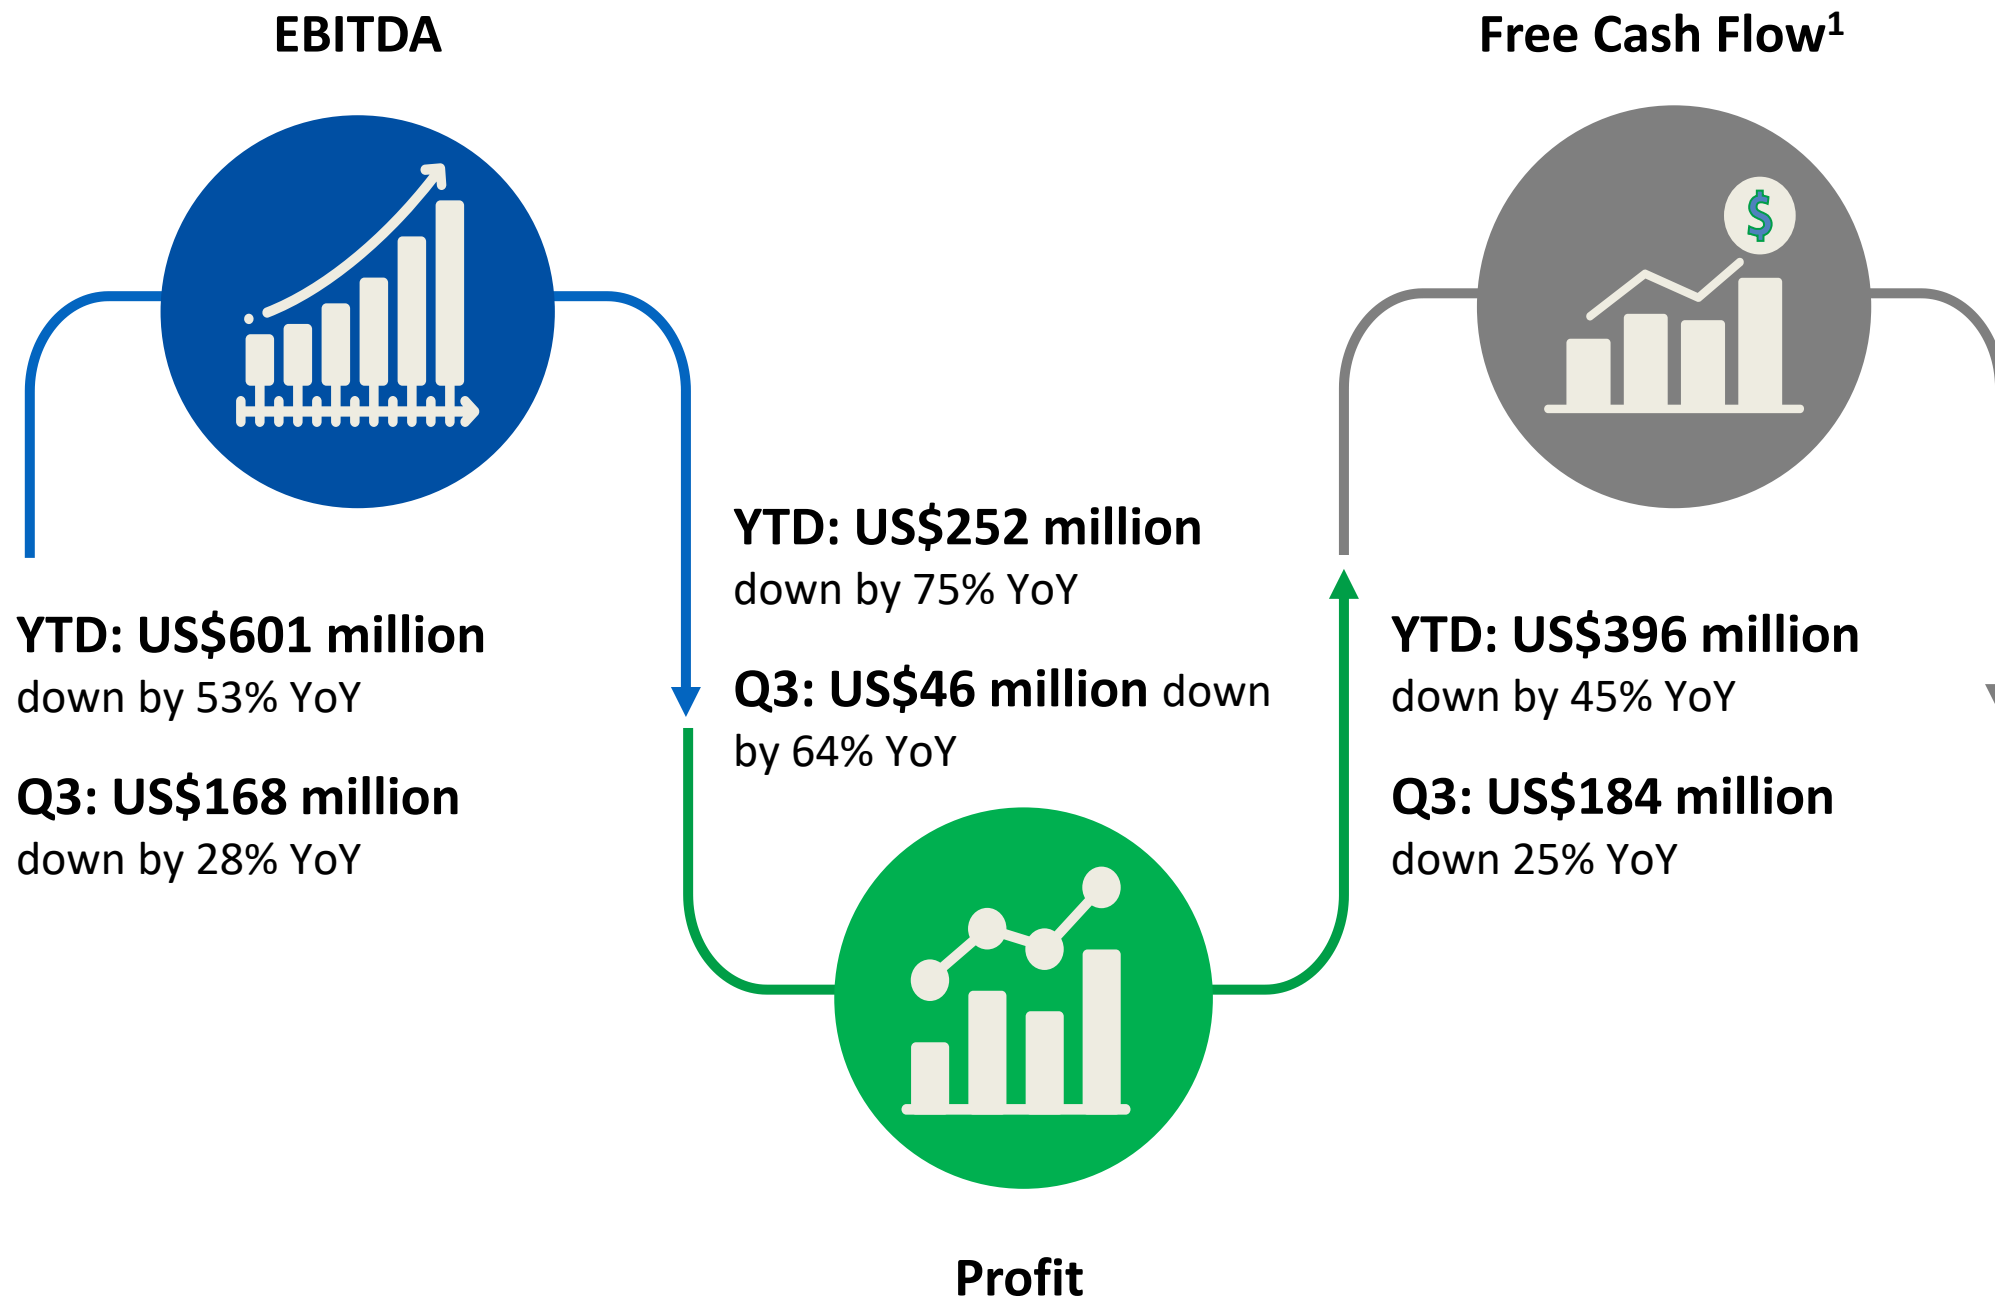 EBITDA
YTD: US$601 million
down by 53% YoY
Q3: US$168 million
down by 28% YoY
YTD: US$252 million
down by 75% YoY
Q3: US$46 million down
by 64% YoY
Profit
Free Cash Flow¹
$
YTD: US$396 million
down by 45% YoY
Q3: US$184 million
down 25% YoY